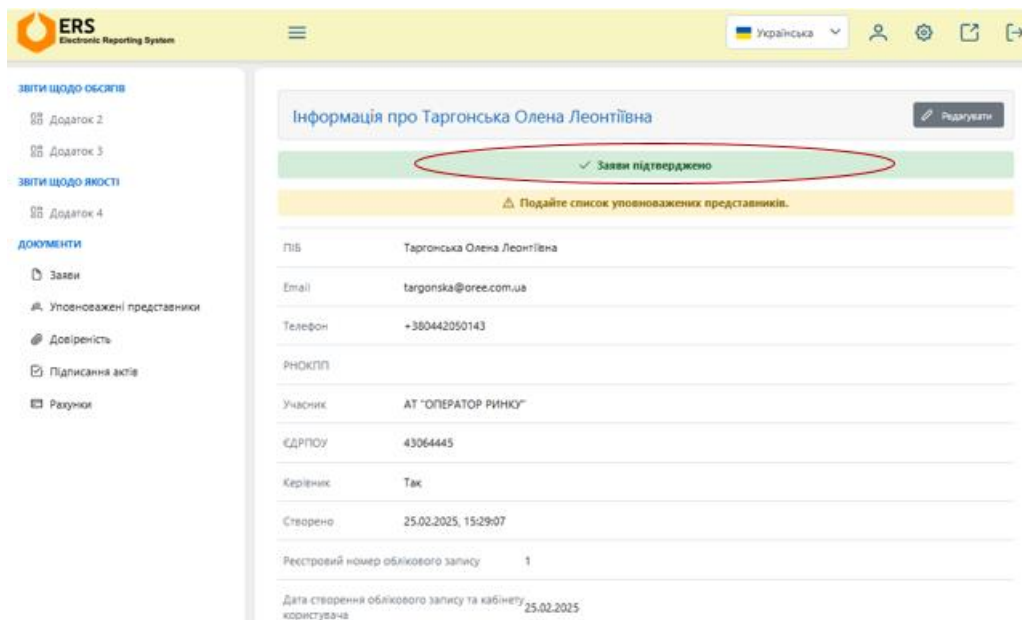 ERS
Electronic Reporting System
Українська
ЗВІТИ ЩОДО ОБСЯГІВ
Додаток 2
Додаток 3
ЗВІТИ ЩОДО ЯКОСТІ
Додаток 4
ДОКУМЕНТИ
Заяви
Уповноважені представники
Довіреність
Підписання актів
Рахунки
Інформація про Таргонська Олена Леонтіївна
Редагувати
Заяви підтверджено
Подайте список уповноважених представників.
ПІБ Таргонська Олена Леонтіївна
Email targonska@oree.com.ua
Телефон +380442050143
РНОКПП
Учасник АТ "ОПЕРАТОР РИНКУ"
ЄДРПОУ 43064445
Керівник Так
Створено 25.02.2025, 15:29:07
Реєстровий номер облікового запису 1
Дата створення облікового запису та кабінету 25.02.2025
користувача